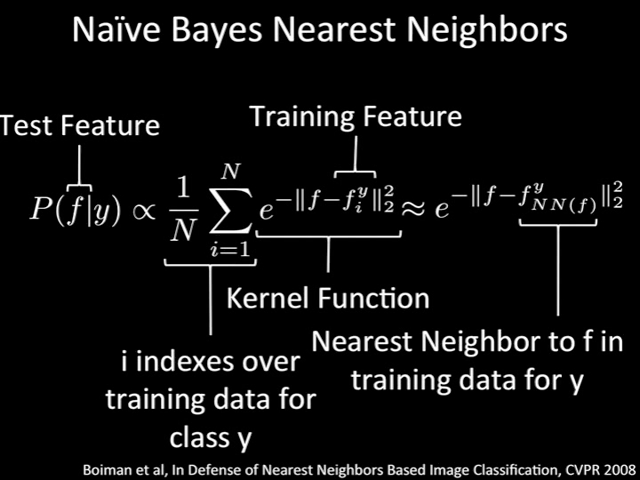 Naïve Bayes Nearest Neighbors
Test Feature
Training Feature
P(f|y) ∝ 1/N ∑_{i=1}^{N} e^{-‖f-f_i^y‖_2^2} ≈ e^{-‖f-f_{NN(f)}^y‖_2^2}
Kernel Function
i indexes over
training data for
class y
Nearest Neighbor to f in
training data for y
Boiman et al, In Defense of Nearest Neighbors Based Image Classification, CVPR 2008